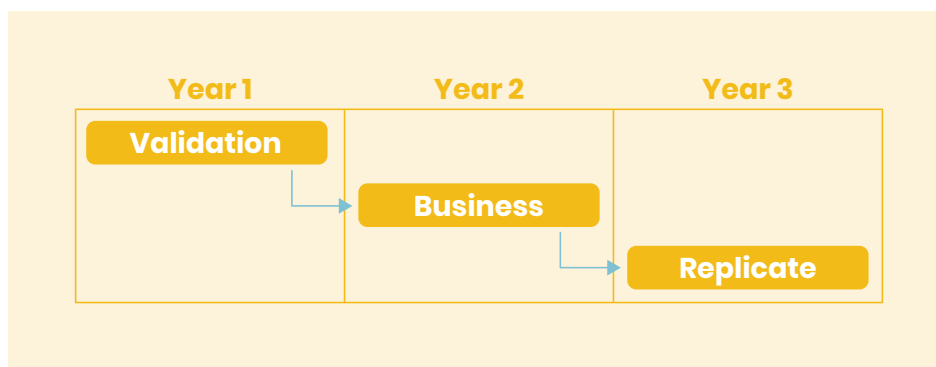 Year 1
Year 2
Year 3
Validation
Business
Replicate